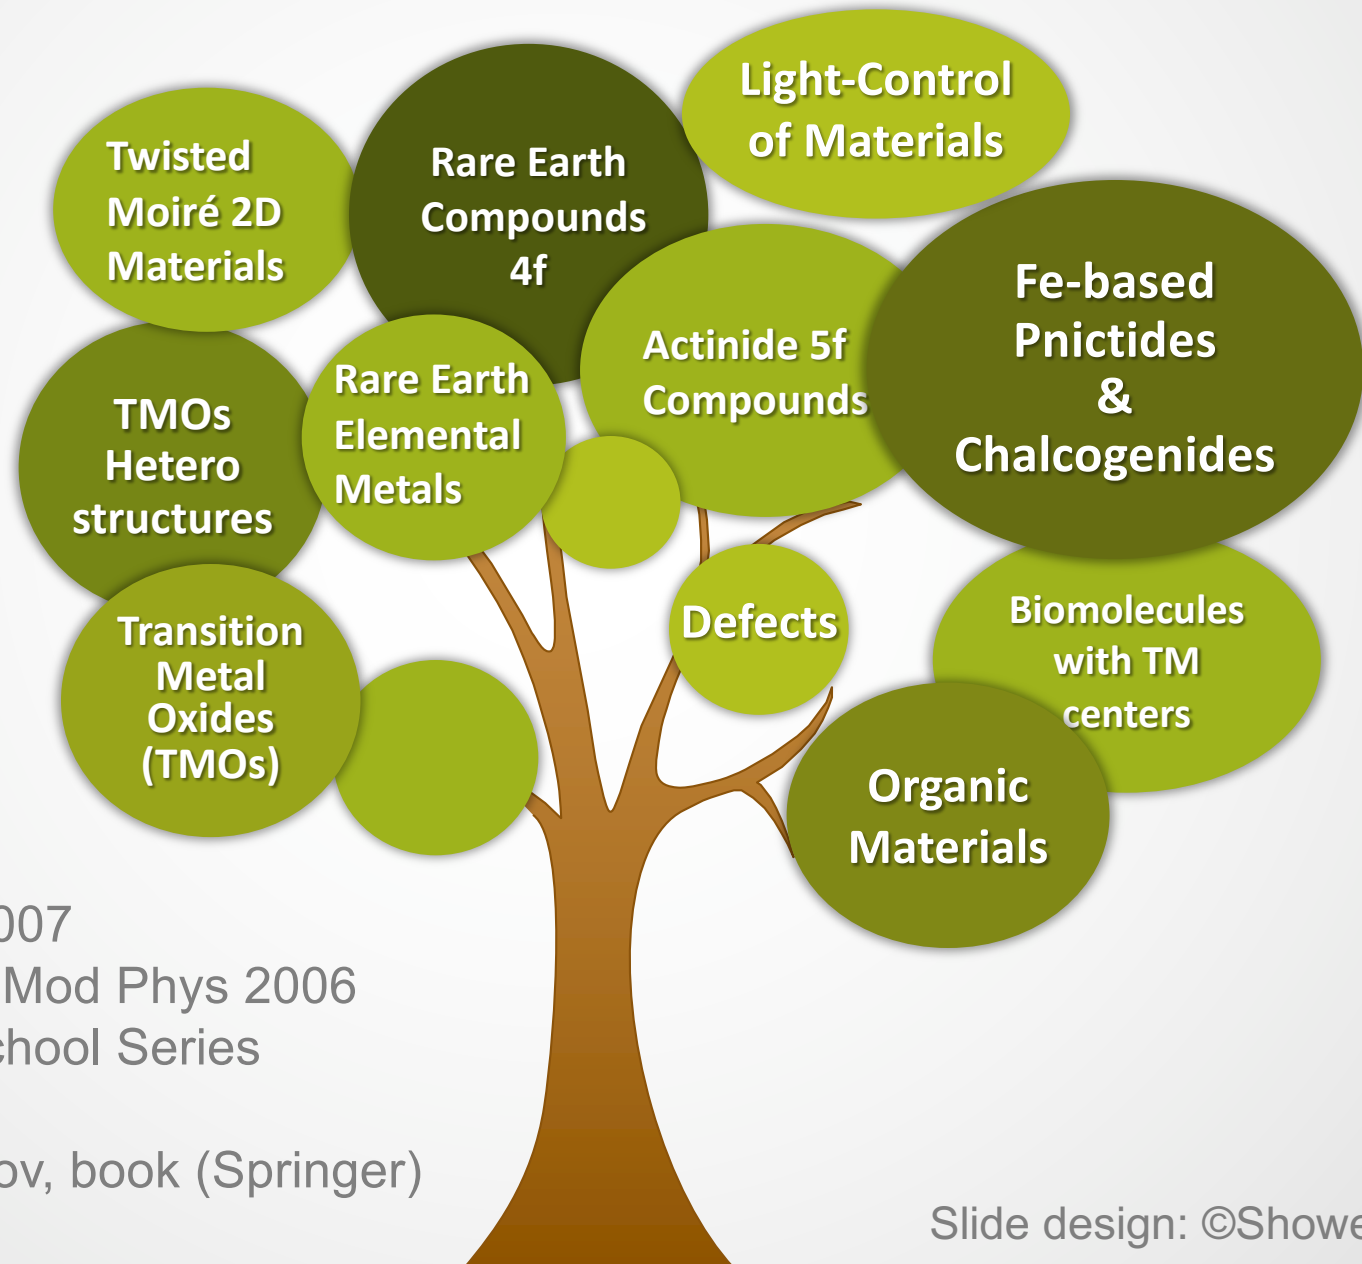 Light-Control
of Materials
Twisted
Moiré 2D
Materials
Rare Earth
Compounds
4f
Fe-based
Pnictides
&
Chalcogenides
Actinide 5f
Compounds
Rare Earth
Elemental
Metals
TMOs
Hetero
structures
Defects
Biomolecules
with TM
centers
Transition
Metal
Oxides
(TMOs)
Organic
Materials
007
Mod Phys 2006
chool Series
ov, book (Springer)
Slide design: ©Showe